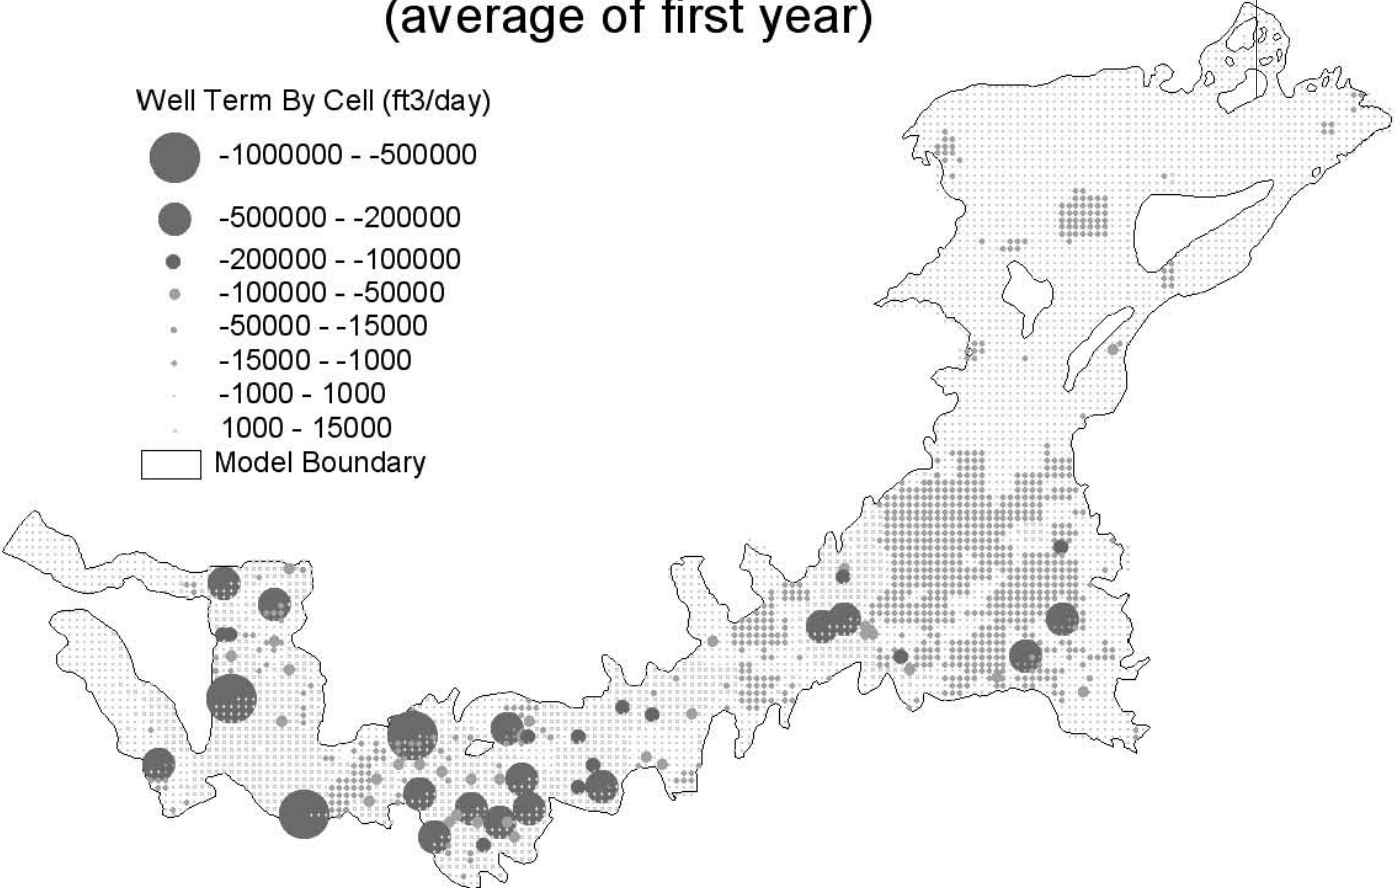 (average of first year)
Well Term By Cell (ft3/day)
-1000000 - -500000
-500000 - -200000
-200000 - -100000
-100000 - -50000
-50000 - -15000
-15000 - -1000
-1000 - 1000
1000 - 15000
Model Boundary